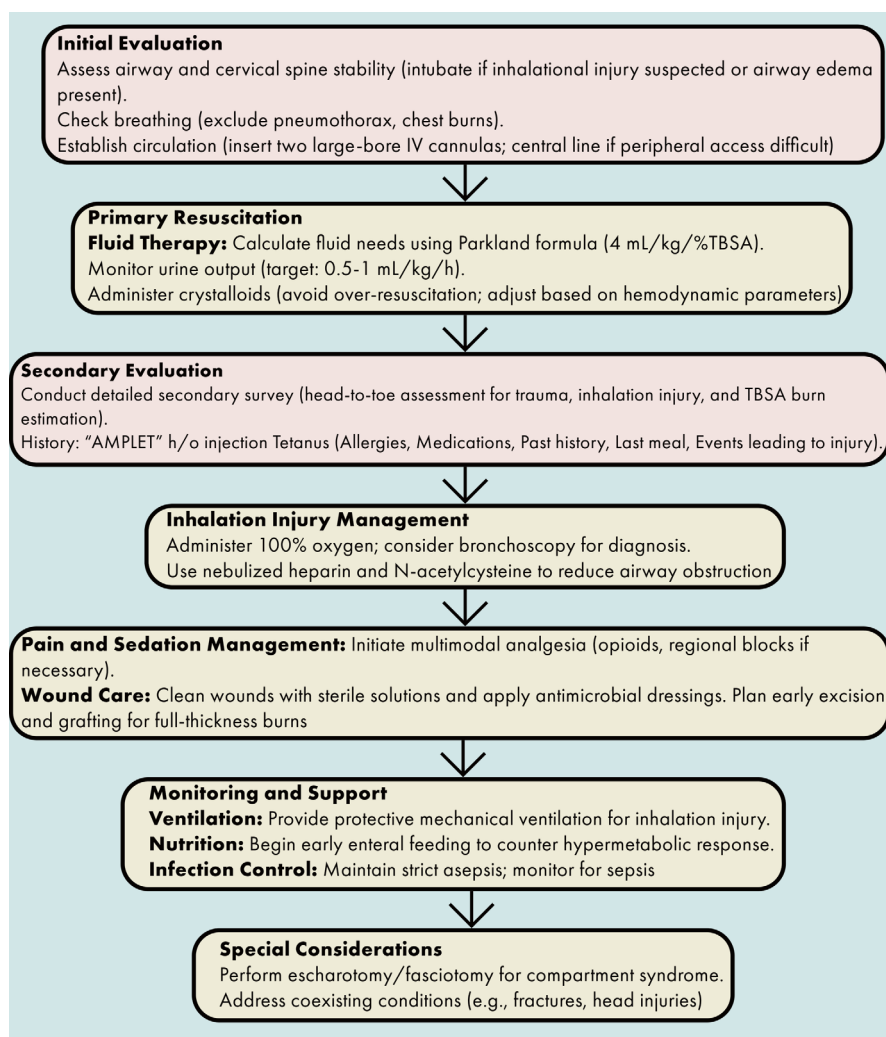 Initial Evaluation
Assess airway and cervical spine stability (intubate if inhalational injury suspected or airway edema
present).
Check breathing (exclude pneumothorax, chest burns).
Establish circulation (insert two large-bore IV cannulas; central line if peripheral access difficult)
Primary Resuscitation
Fluid Therapy: Calculate fluid needs using Parkland formula (4 mL/kg/%TBSA).
Monitor urine output (target: 0.5-1 mL/kg/h).
Administer crystalloids (avoid over-resuscitation; adjust based on hemodynamic parameters)
Secondary Evaluation
Conduct detailed secondary survey (head-to-toe assessment for trauma, inhalation injury, and TBSA burn
estimation).
History: “AMPLET” h/o injection Tetanus (Allergies, Medications, Past history, Last meal, Events leading to injury).
Inhalation Injury Management
Administer 100% oxygen; consider bronchoscopy for diagnosis.
Use nebulized heparin and N-acetylcysteine to reduce airway obstruction
Pain and Sedation Management: Initiate multimodal analgesia (opioids, regional blocks if
necessary).
Wound Care: Clean wounds with sterile solutions and apply antimicrobial dressings. Plan early excision
and grafting for full-thickness burns
Monitoring and Support
Ventilation: Provide protective mechanical ventilation for inhalation injury.
Nutrition: Begin early enteral feeding to counter hypermetabolic response.
Infection Control: Maintain strict asepsis; monitor for sepsis
Special Considerations
Perform escharotomy/fasciotomy for compartment syndrome.
Address coexisting conditions (e.g., fractures, head injuries)